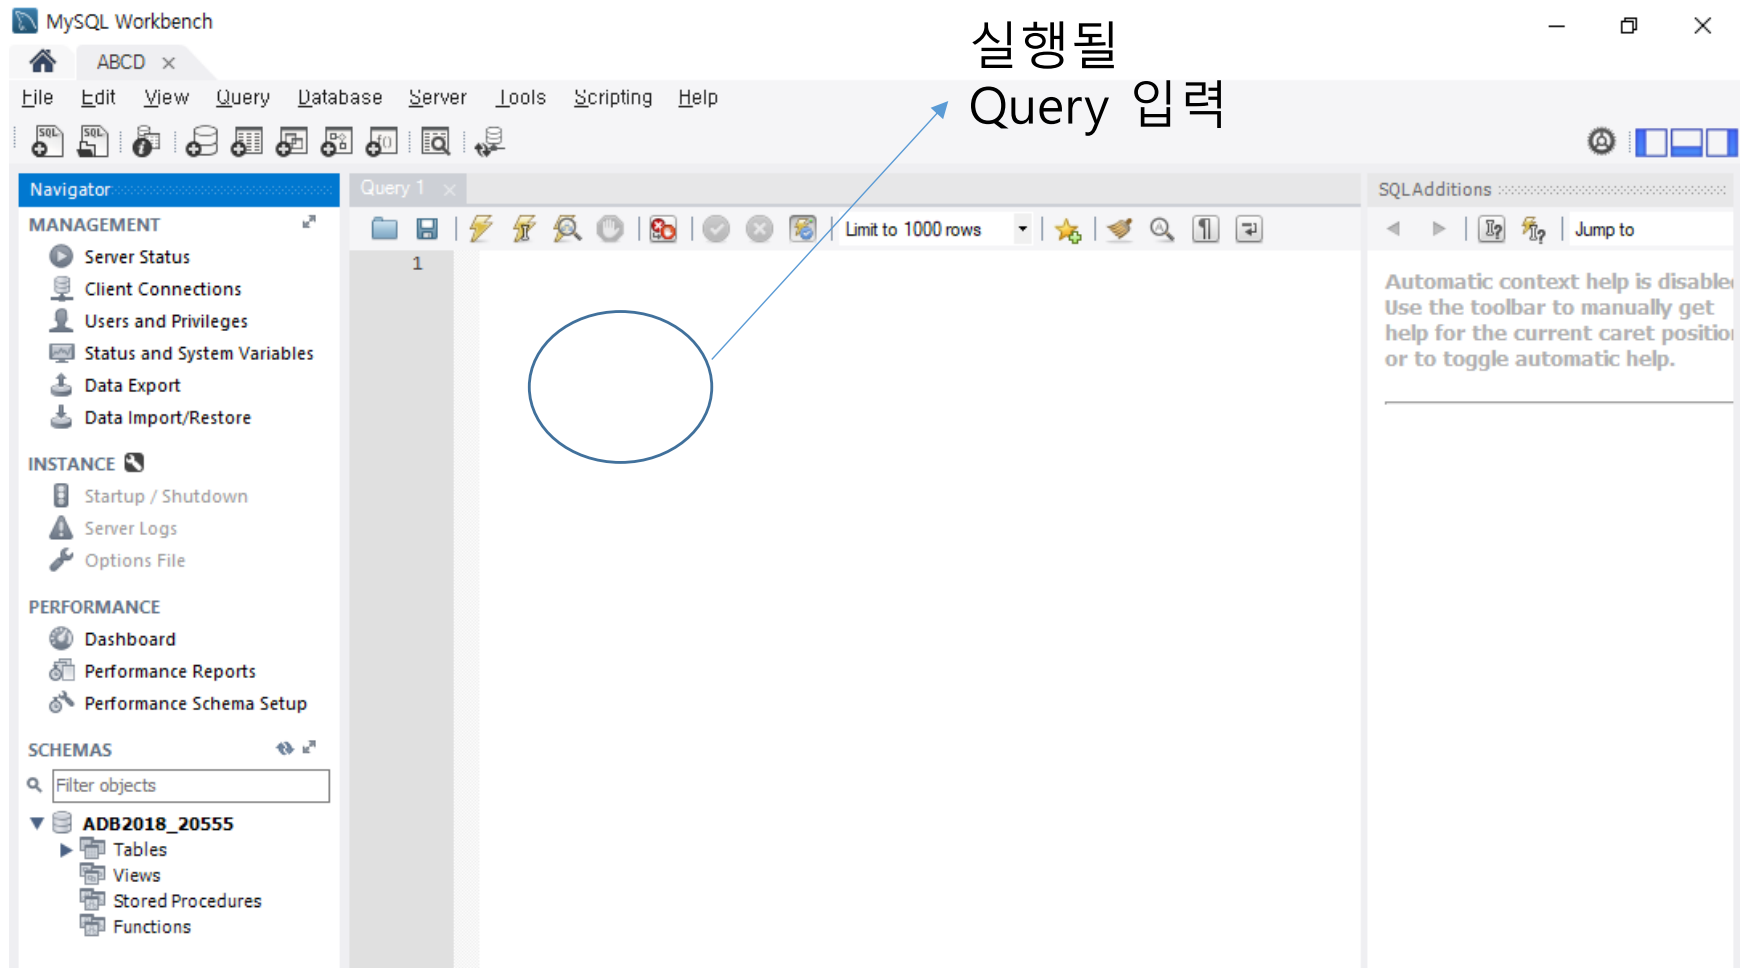 MySQL Workbench
실행될
Query 입력
ABCD
File Edit View Query Database Server Tools Scripting Help
SQL SQL
Navigator
Query 1
SQLAdditions
MANAGEMENT
Limit to 1000 rows
Jump to
Server Status
1
Client Connections
Users and Privileges
Status and System Variables
Data Export
Data Import/Restore
Automatic context help is disable
Use the toolbar to manually get
help for the current caret position
or to toggle automatic help.
INSTANCE
Startup / Shutdown
Server Logs
Options File
PERFORMANCE
Dashboard
Performance Reports
Performance Schema Setup
SCHEMAS
Filter objects
ADB2018_20555
Tables
Views
Stored Procedures
Functions